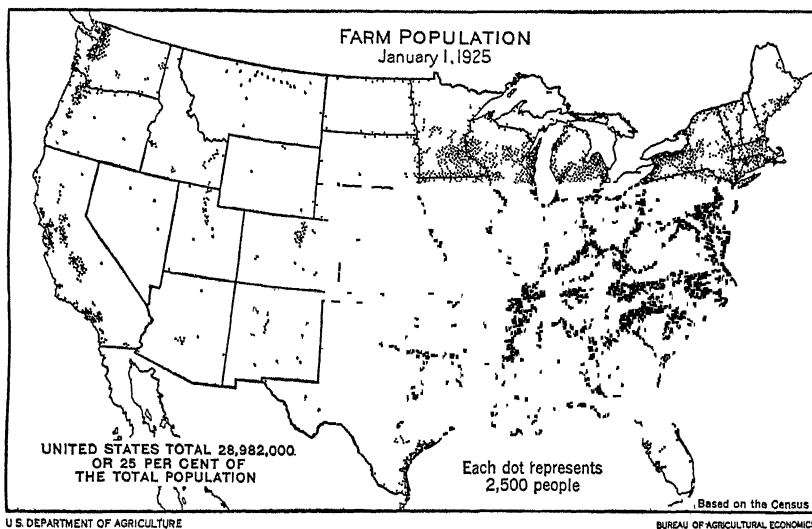 FARM POPULATION
January 1, 1925
UNITED STATES TOTAL 28,982,000.
OR 25 PER CENT OF
THE TOTAL POPULATION
Each dot represents
2,500 people
Based on the Census
U.S. DEPARTMENT OF AGRICULTURE
BUREAU OF AGRICULTURAL ECONOMIC